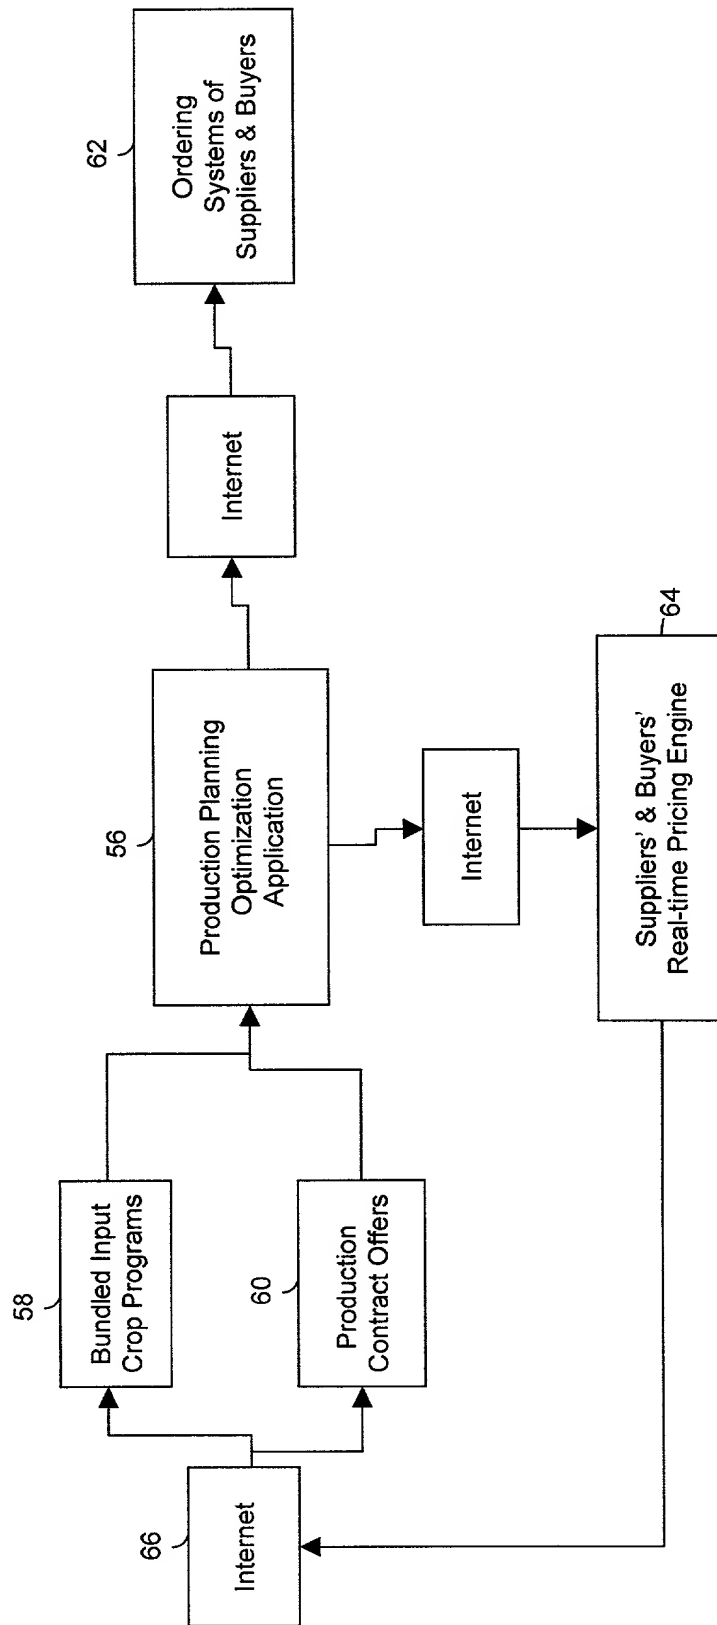 66
Internet
58
Bundled Input
Crop Programs
60
Production
Contract Offers
56
Production Planning
Optimization
Application
Internet
62
Ordering
Systems of
Suppliers & Buyers
Internet
64
Suppliers' & Buyers'
Real-time Pricing Engine